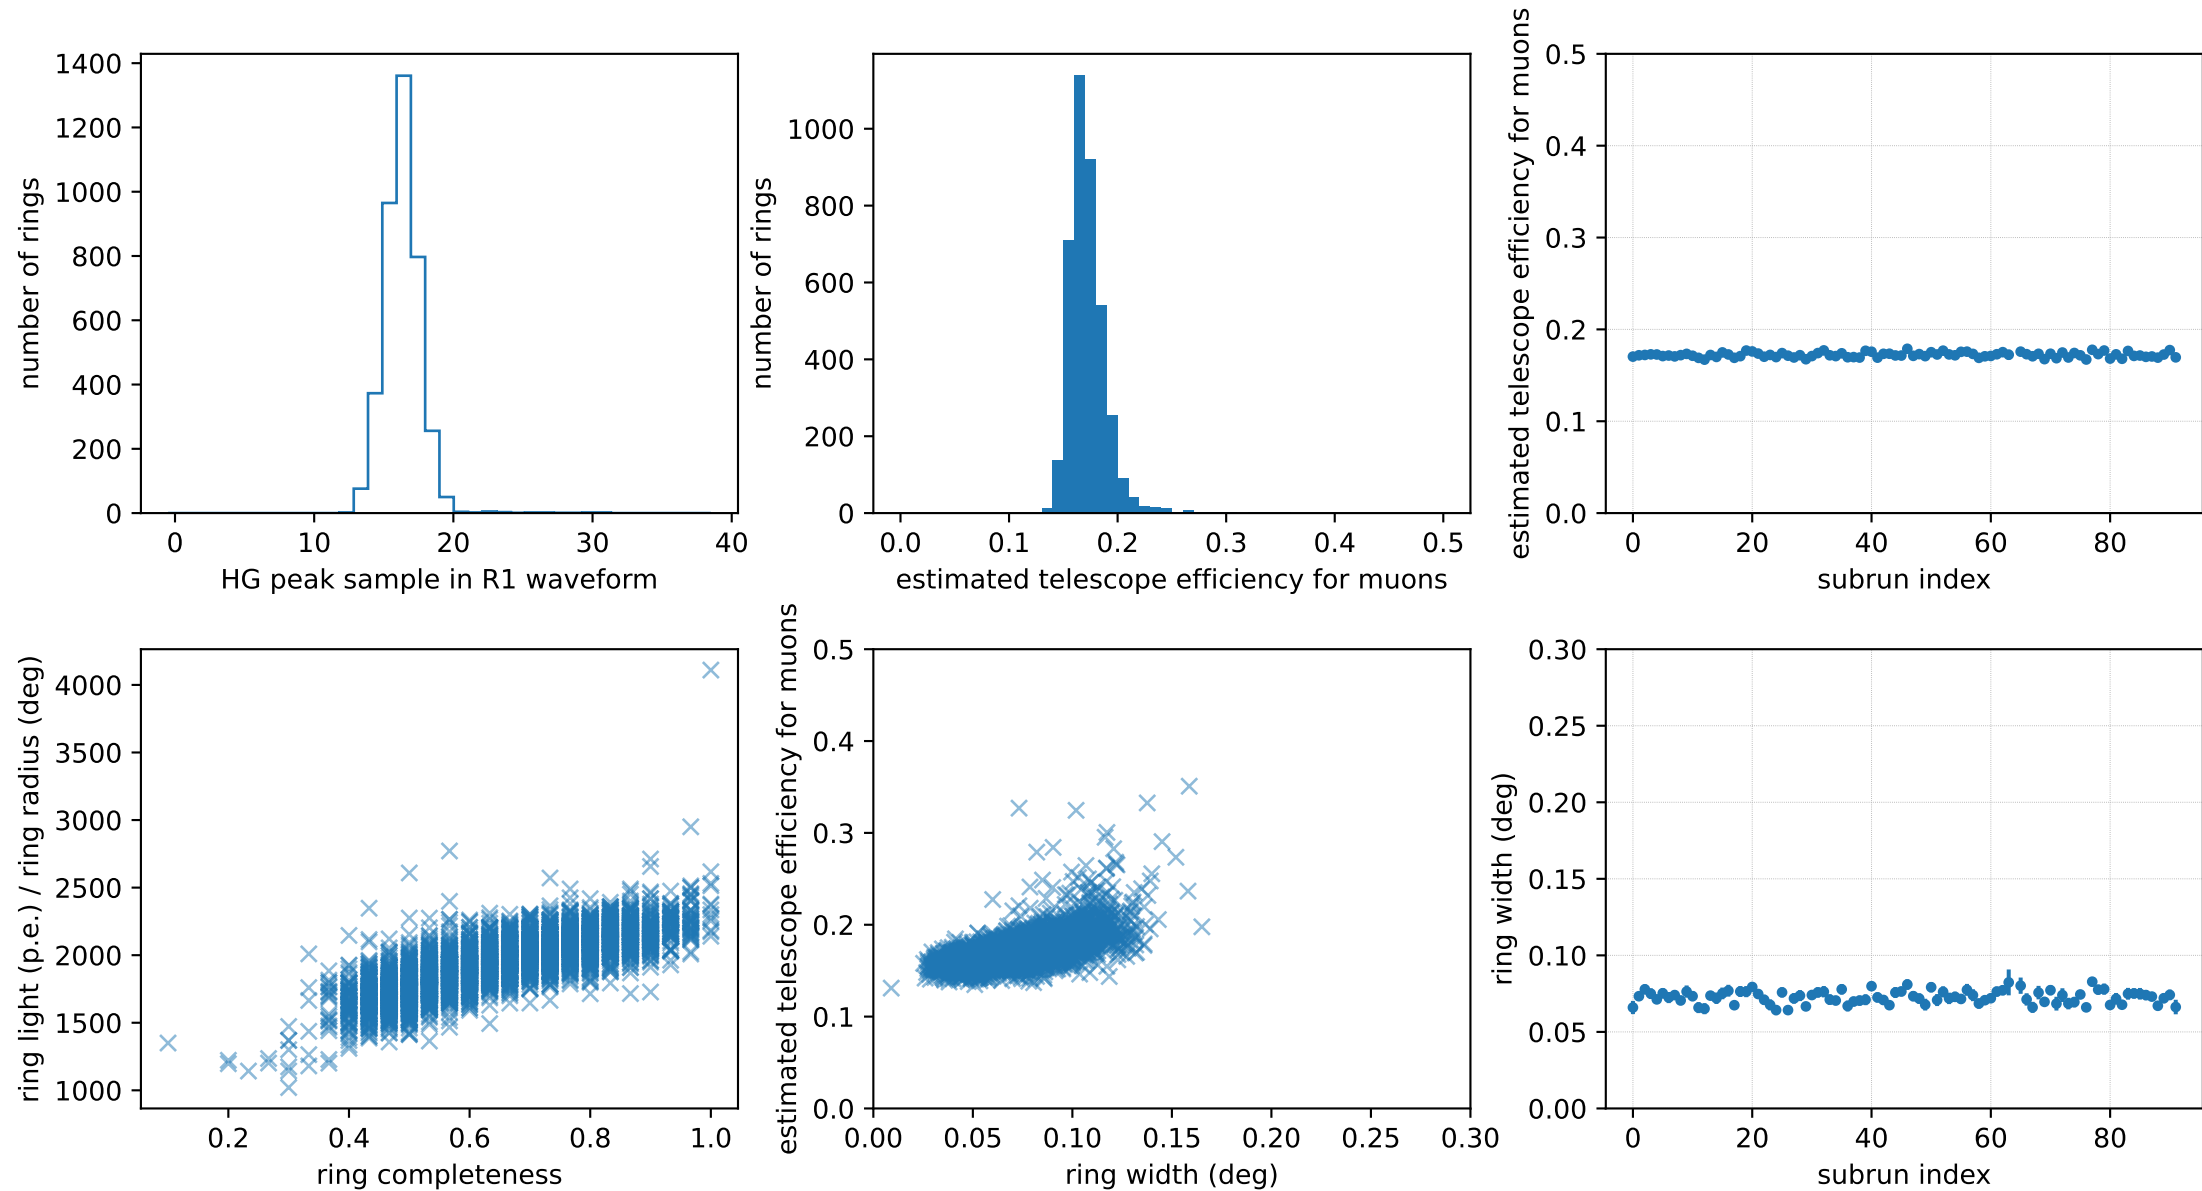 1400
1200
1000
800
600
400
200
0
number of rings
0 10 20 30 40
HG peak sample in R1 waveform
1000
800
600
400
200
0
number of rings
0.0 0.1 0.2 0.3 0.4 0.5
estimated telescope efficiency for muons
0.5
0.4
0.3
0.2
0.1
0.0
estimated telescope efficiency for muons
0 20 40 60 80
subrun index
4000
3500
3000
2500
2000
1500
1000
ring light (p.e.) / ring radius (deg)
0.2 0.4 0.6 0.8 1.0
ring completeness
0.5
0.4
0.3
0.2
0.1
0.0
estimated telescope efficiency for muons
0.00 0.05 0.10 0.15 0.20 0.25 0.30
ring width (deg)
0.30
0.25
0.20
0.15
0.10
0.05
0.00
ring width (deg)
0 20 40 60 80
subrun index